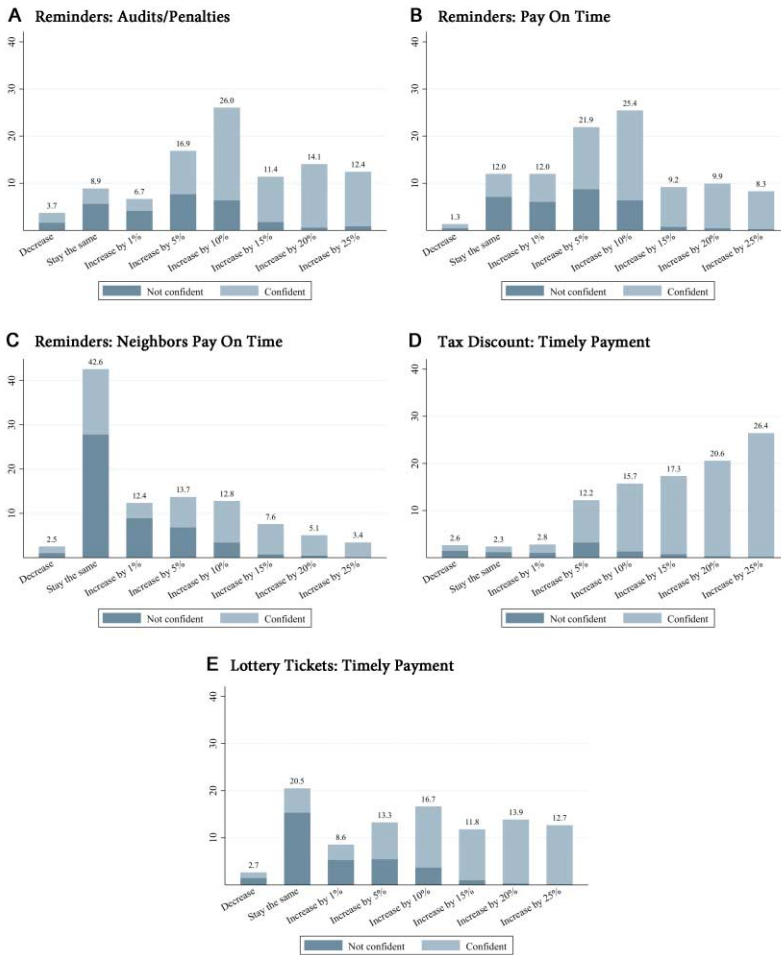 A Reminders: Audits/Penalties
40
30
20
10
3.7
8.9
6.7
16.9
26.0
11.4
14.1
12.4
Decrease
Stay the same
Increase by 1%
Increase by 5%
Increase by 10%
Increase by 15%
Increase by 20%
Increase by 25%
Not confident Confident
B Reminders: Pay On Time
40
30
20
10
1.3
12.0
12.0
21.9
25.4
9.2
9.9
8.3
Decrease
Stay the same
Increase by 1%
Increase by 5%
Increase by 10%
Increase by 15%
Increase by 20%
Increase by 25%
Not confident Confident
C Reminders: Neighbors Pay On Time
40
30
20
10
2.5
42.6
12.4
13.7
12.8
7.6
5.1
3.4
Decrease
Stay the same
Increase by 1%
Increase by 5%
Increase by 10%
Increase by 15%
Increase by 20%
Increase by 25%
Not confident Confident
D Tax Discount: Timely Payment
40
30
20
10
2.6
2.3
2.8
12.2
15.7
17.3
20.6
26.4
Decrease
Stay the same
Increase by 1%
Increase by 5%
Increase by 10%
Increase by 15%
Increase by 20%
Increase by 25%
Not confident Confident
E Lottery Tickets: Timely Payment
40
30
20
10
2.7
20.5
8.6
13.3
16.7
11.8
13.9
12.7
Decrease
Stay the same
Increase by 1%
Increase by 5%
Increase by 10%
Increase by 15%
Increase by 20%
Increase by 25%
Not confident Confident